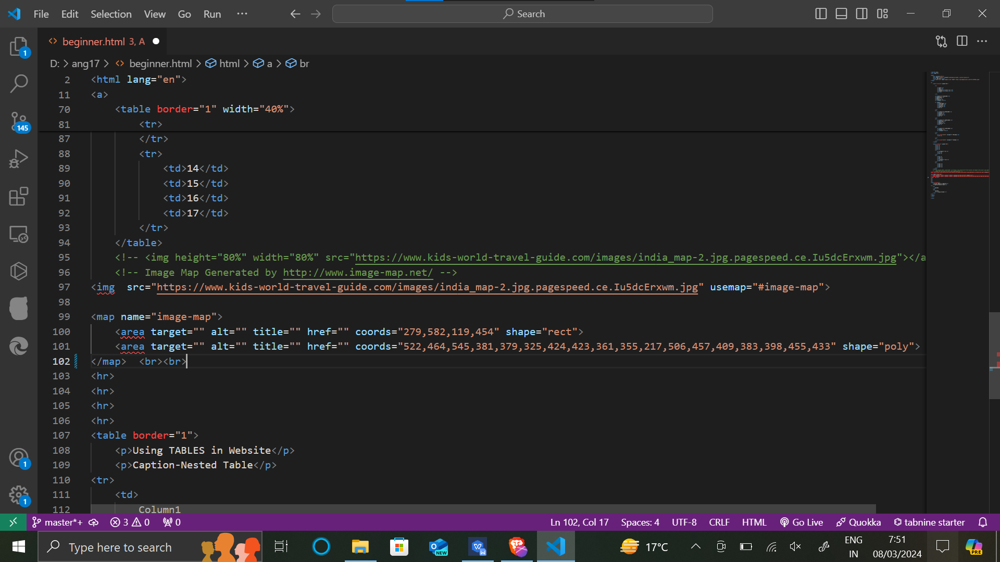 File Edit Selection View Go Run ··· Search
beginner.html 3, A
D: > ang17 > beginner.html > html > a > br
2 <html lang="en">
11 <a>
70 <table border="1" width="40%">
81 <tr>
87 </tr>
88 <tr>
89 <td>14</td>
90 <td>15</td>
91 <td>16</td>
92 <td>17</td>
93 </tr>
94 </table>
95 <!-- <img height="80%" width="80%" src="https://www.kids-world-travel-guide.com/images/india_map-2.jpg.pagespeed.ce.Iu5dcErxwm.jpg"></a
96 <!-- Image Map Generated by http://www.image-map.net/ -->
97 <img  src="https://www.kids-world-travel-guide.com/images/india_map-2.jpg.pagespeed.ce.Iu5dcErxwm.jpg" usemap="#image-map">
98
99 <map name="image-map">
100 <area target="" alt="" title="" href="" coords="279,582,119,454" shape="rect">
101 <area target="" alt="" title="" href="" coords="522,464,545,381,379,325,424,423,361,355,217,506,457,409,383,398,455,433" shape="poly">
102 </map>  <br><br>
103 <hr>
104 <hr>
105 <hr>
106 <hr>
107 <table border="1">
108 <p>Using TABLES in Website</p>
109 <p>Caption-Nested Table</p>
110 <tr>
111 <td>
112 Column1
1
145
1
1
master*+ 3 0 0 Ln 102, Col 17 Spaces: 4 UTF-8 CRLF HTML Go Live Quokka tabnine starter
Type here to search NEW 17°C ENG IN 7:51 08/03/2024 PRE